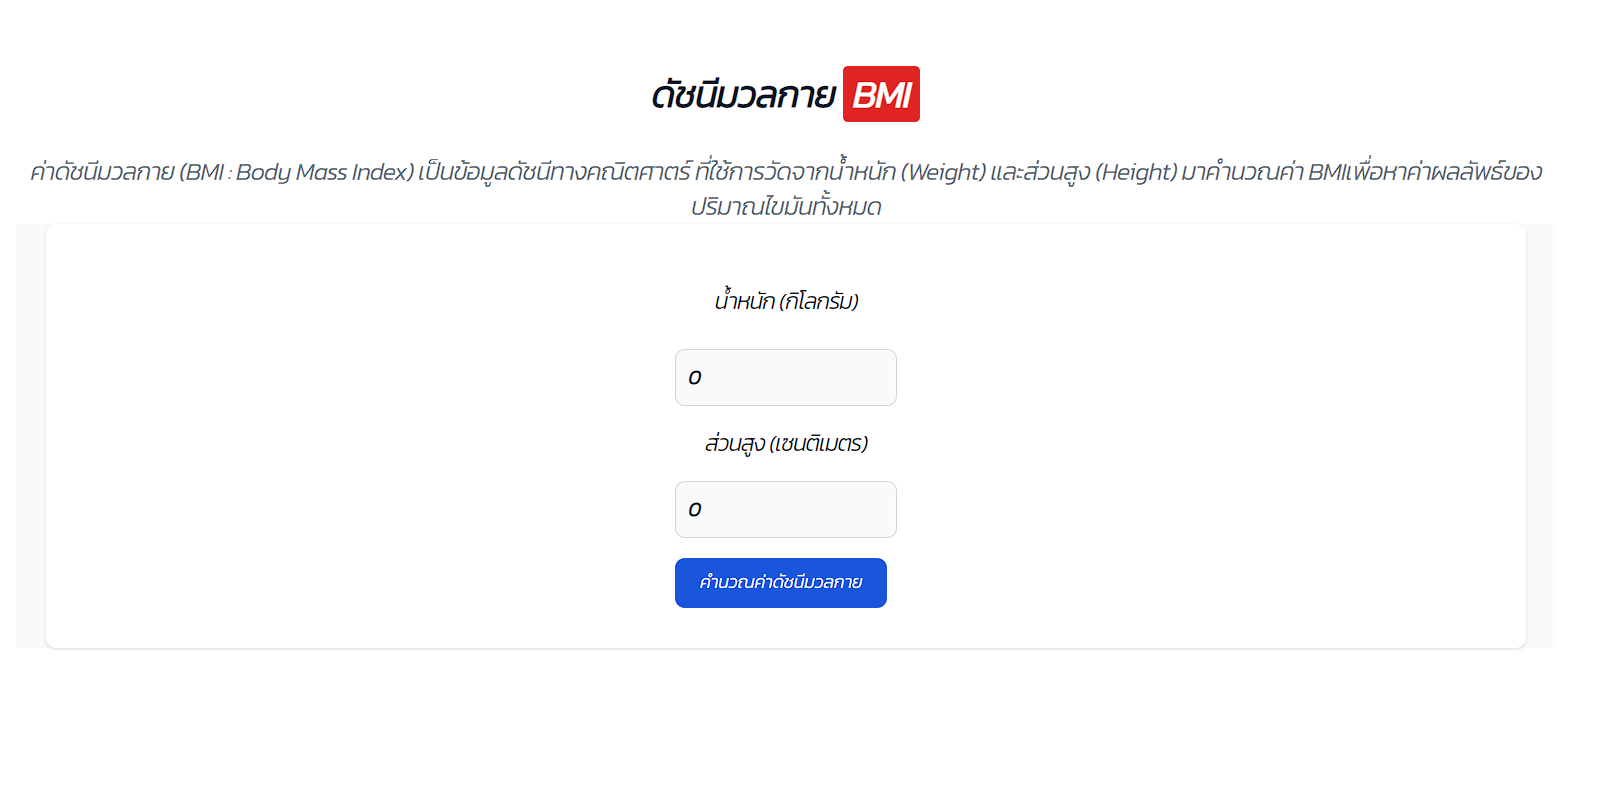 ดัชนีมวลกาย BMI
ค่าดัชนีมวลกาย (BMI : Body Mass Index) เป็นข้อมูลดัชนีทางคณิตศาตร์ ที่ใช้การวัดจากน้ำหนัก (Weight) และส่วนสูง (Height) มาคำนวณค่า BMIเพื่อหาค่าผลลัพธ์ของ
ปริมาณไขมันทั้งหมด
น้ำหนัก (กิโลกรัม)
0
ส่วนสูง (เซนติเมตร)
0
คำนวณค่าดัชนีมวลกาย